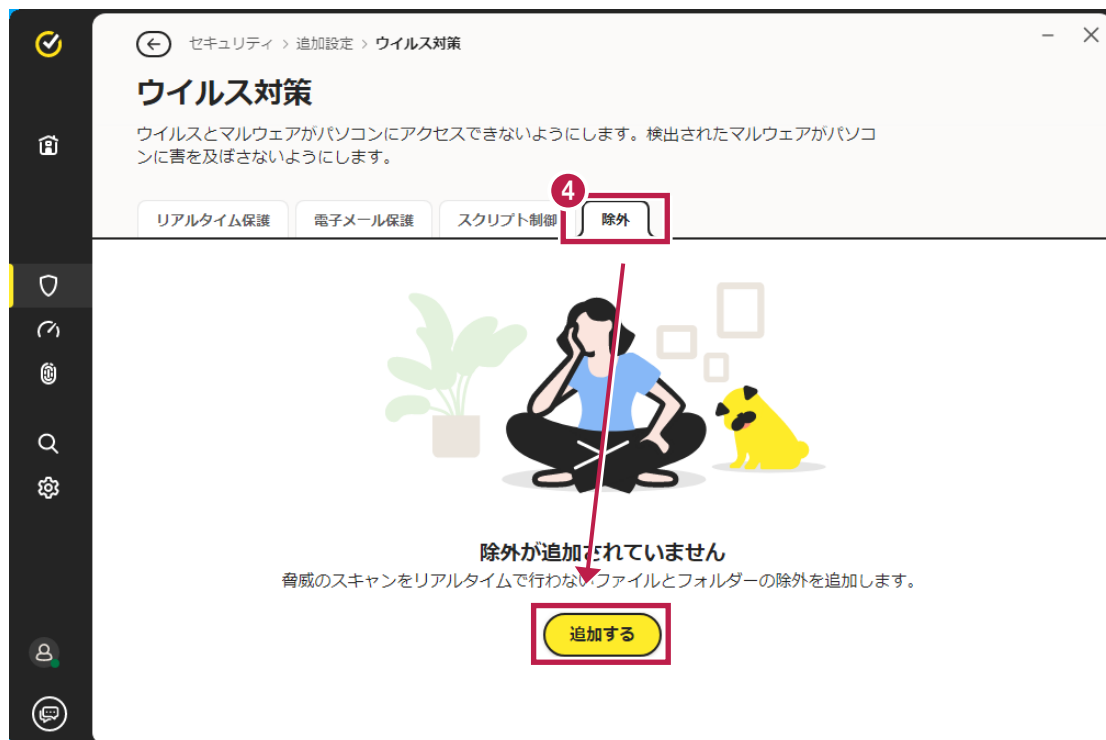 セキュリティ > 追加設定 > ウイルス対策
ウイルス対策
ウイルスとマルウェアがパソコンにアクセスできないようにします。検出されたマルウェアがパソコ
ンに害を及ぼさないようにします。
4
リアルタイム保護 電子メール保護 スクリプト制御 除外
除外が追加されていません
脅威のスキャンをリアルタイムで行わないファイルとフォルダーの除外を追加します。
追加する